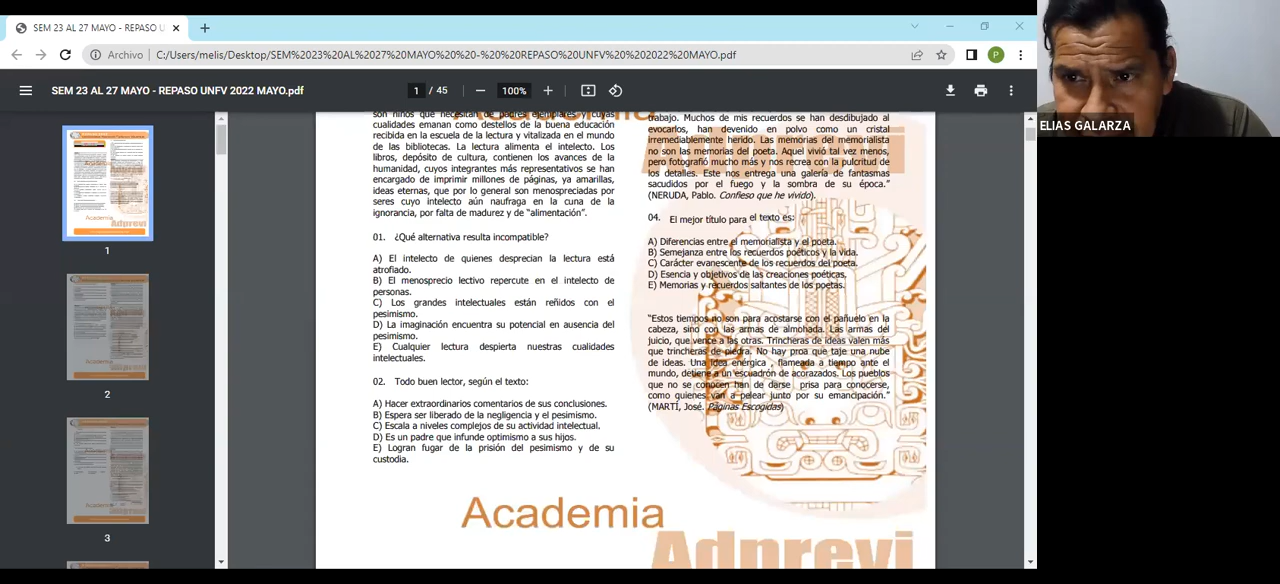 SEM 23 AL 27 MAYO - REPASO U
Archivo
C:/Users/melis/Desktop/SEM%2023%20AL%2027%20MAYO%20%20-%20%20REPASO%20UNFV%20%202022%20MAYO.pdf
P
SEM 23 AL 27 MAYO - REPASO UNFV 2022 MAYO.pdf
1 / 45
100%
ELIAS GALARZA
1
2
3
son niños que necesitan de padres ejemplares y cuyas
cualidades emanan como destellos de la buena educación
recibida en la escuela de la lectura y vitalizada en el mundo
de las bibliotecas. La lectura alimenta el intelecto. Los
libros, depósito de cultura, contienen los avances de la
humanidad, cuyos integrantes más representativos se han
encargado de imprimir millones de páginas, ya amarillas,
ideas eternas, que por lo general son menospreciadas por
seres cuyo intelecto aún naufraga en la cuna de la
ignorancia, por falta de madurez y de “alimentación”.
01. ¿Qué alternativa resulta incompatible?
A) El intelecto de quienes desprecian la lectura está
atrofiado.
B) El menosprecio lectivo repercute en el intelecto de
personas.
C) Los grandes intelectuales están reñidos con el
pesimismo.
D) La imaginación encuentra su potencial en ausencia del
pesimismo.
E) Cualquier lectura despierta nuestras cualidades
intelectuales.
02. Todo buen lector, según el texto:
A) Hacer extraordinarios comentarios de sus conclusiones.
B) Espera ser liberado de la negligencia y el pesimismo.
C) Escala a niveles complejos de su actividad intelectual.
D) Es un padre que infunde optimismo a sus hijos.
E) Logran fugar de la prisión del pesimismo y de su
custodia.
trabajo. Muchos de mis recuerdos se han desdibujado al
evocarlos, han devenido en polvo como un cristal
irremediablemente herido. Las memorias del memorialista
no son las memorias del poeta. Aquel vivió tal vez menos,
pero fotografió mucho más y nos recrea con la pulcritud de
los detalles. Este nos entrega una galería de fantasmas
sacudidos por el fuego y la sombra de su época.”
(NERUDA, Pablo. Confieso que he vivido).
04. El mejor título para el texto es:
A) Diferencias entre el memorialista y el poeta.
B) Semejanza entre los recuerdos poéticos y la vida.
C) Carácter evanescente de los recuerdos del poeta.
D) Esencia y objetivos de las creaciones poéticas.
E) Memorias y recuerdos saltantes de los poetas.
“Estos tiempos no son para acostarse con el pañuelo en la
cabeza, sino con las armas de almohada. Las armas del
juicio, que vence a las otras. Trincheras de ideas valen más
que trincheras de piedra. No hay proa que taje una nube
de ideas. Una idea enérgica , flameada a tiempo ante el
mundo, detiene a un escuadrón de acorazados. Los pueblos
que no se conocen han de darse prisa para conocerse,
como quienes van a pelear junto por su emancipación.”
(MARTÍ, José. Páginas Escogidas)
Academia
Adprevi